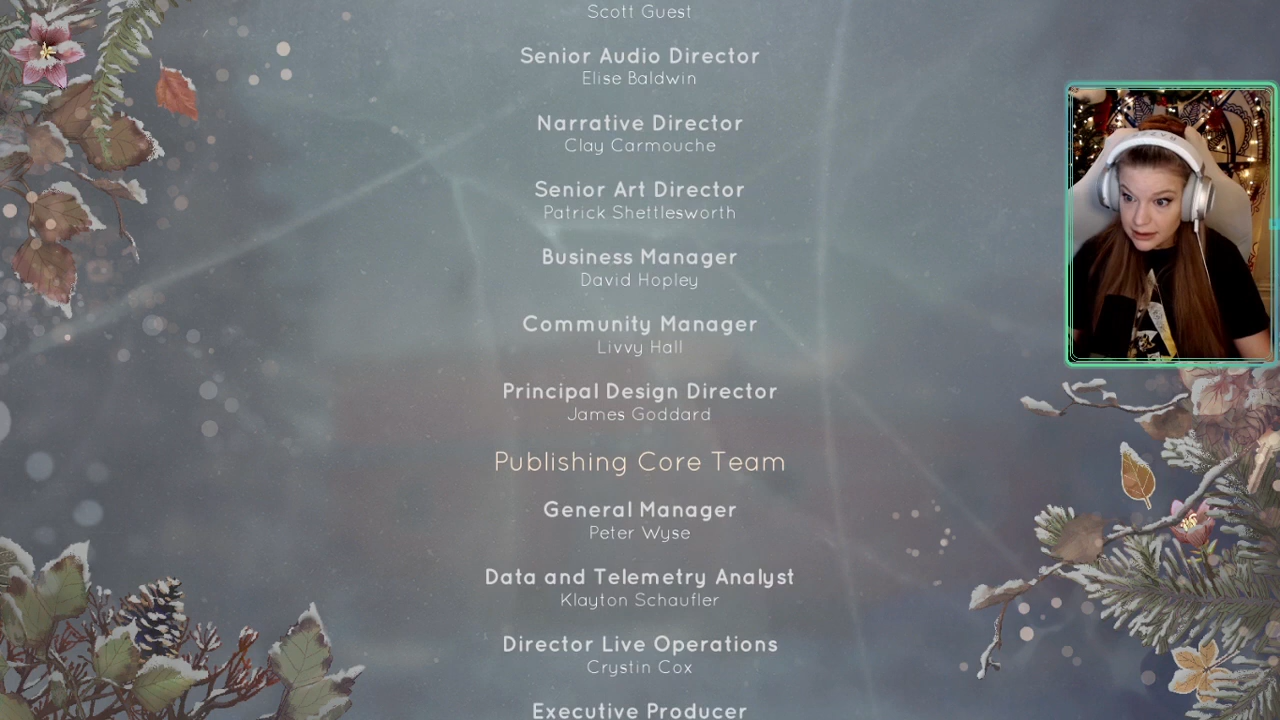 Scott Guest
Senior Audio Director
Elise Baldwin
Narrative Director
Clay Carmouche
Senior Art Director
Patrick Shettlesworth
Business Manager
David Hopley
Community Manager
Livvy Hall
Principal Design Director
James Goddard
Publishing Core Team
General Manager
Peter Wyse
Data and Telemetry Analyst
Klayton Schaufler
Director Live Operations
Crystin Cox
Executive Producer